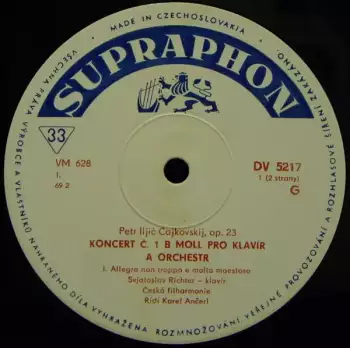 MADE IN CZECHOSLOVAKIA
VŠECHNA PRÁVA VÝROBCE A VLASTNÍKŮ NAHRANÉHO DÍLA VYHRAZENA. ROZMNOŽOVÁNÍ, VEŘEJNÉ PROVOZOVÁNÍ A ROZHLASOVÉ ŠÍŘENÍ ZAKÁZÁNO
SUPRAPHON
33
VM 628
I.
69 2
DV 5217
1 (2 strany)
G
Petr Iljič Čajkovskij, op. 23
KONCERT Č. 1 B MOLL PRO KLAVÍR
A ORCHESTR
I. Allegro non troppo e molto maestoso
Svjatoslav Richter - klavír
Česká filharmonie
Řídí Karel Ančerl